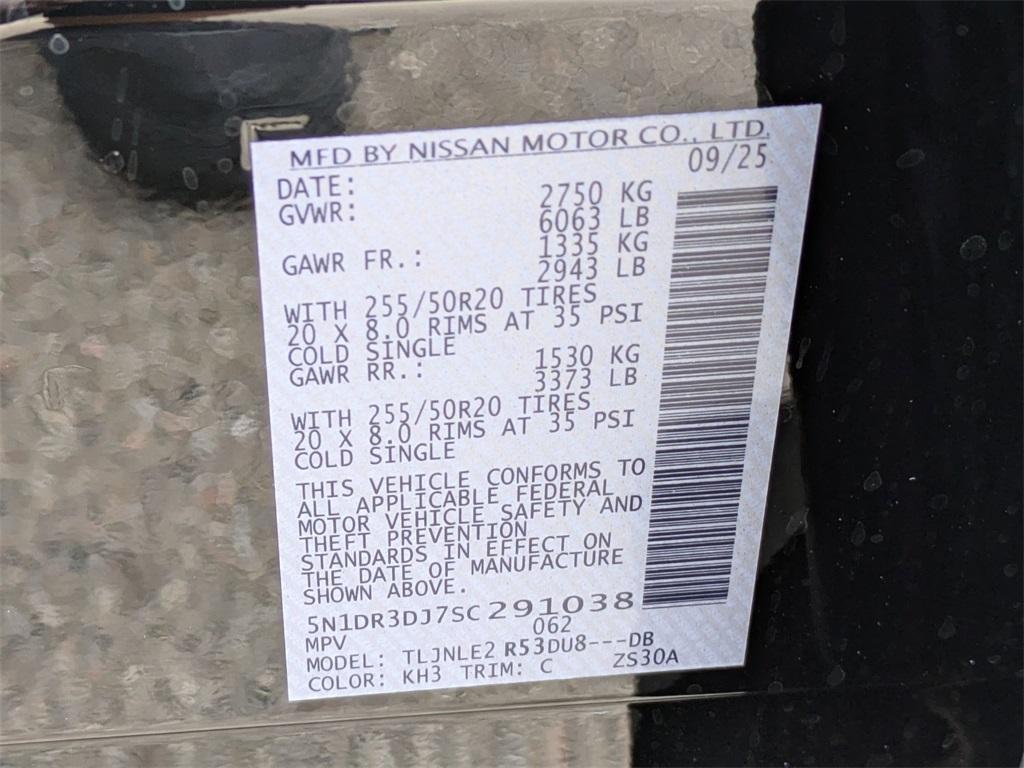 MFD BY NISSAN MOTOR CO., LTD.
DATE: 09/25
GVWR: 2750 KG
6063 LB
GAWR FR.: 1335 KG
2943 LB
WITH 255/50R20 TIRES
20 X 8.0 RIMS AT 35 PSI
COLD SINGLE
GAWR RR.: 1530 KG
3373 LB
WITH 255/50R20 TIRES
20 X 8.0 RIMS AT 35 PSI
COLD SINGLE
THIS VEHICLE CONFORMS TO
ALL APPLICABLE FEDERAL
MOTOR VEHICLE SAFETY AND
THEFT PREVENTION
STANDARDS IN EFFECT ON
THE DATE OF MANUFACTURE
SHOWN ABOVE.
5N1DR3DJ7SC291038
MPV 062
MODEL: TLJNLE2 R53DU8---DB
COLOR: KH3 TRIM: C ZS30A